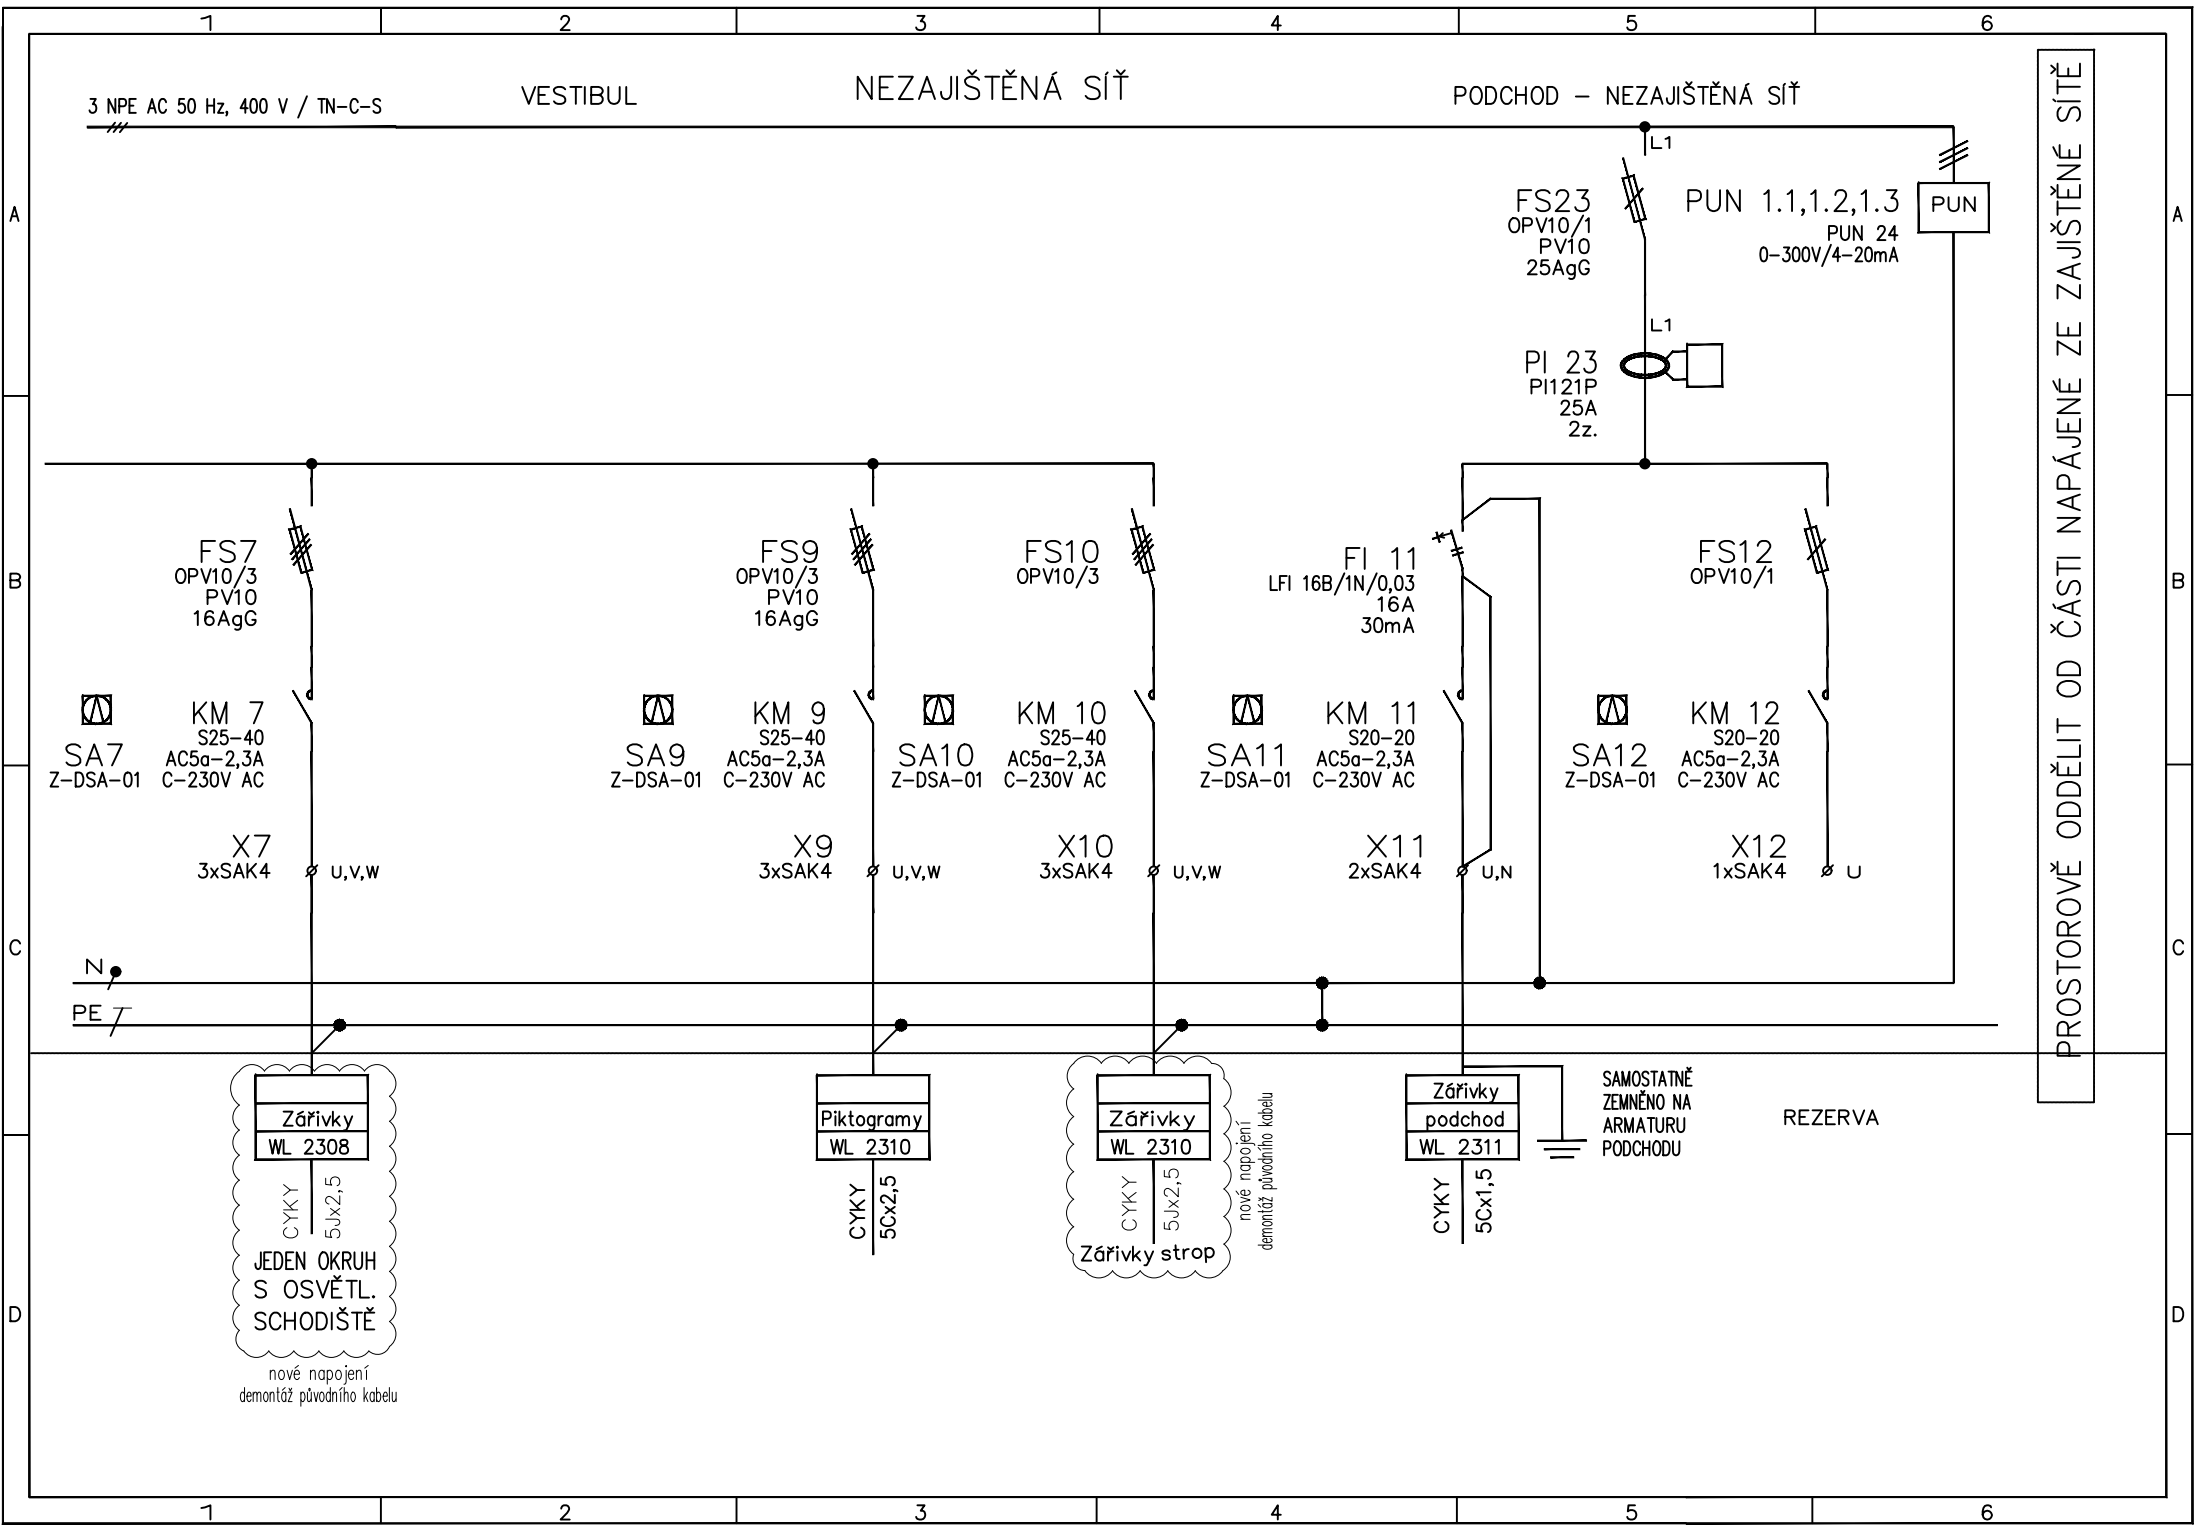 1 2 3 4 5 6
3 NPE AC 50 Hz, 400 V / TN-C-S
VESTIBUL
NEZAJIŠTĚNÁ SÍŤ
PODCHOD - NEZAJIŠTĚNÁ SÍŤ
PROSTOROVĚ ODDĚLIT OD ČÁSTI NAPÁJENÉ ZE ZAJIŠTĚNÉ SÍTĚ
L1
A
A
FS23
OPV10/1
PV10
25AgG
PUN 1.1,1.2,1.3
PUN 24
0-300V/4-20mA
PUN
L1
PI 23
PI121P
25A
2z.
B
B
FS7
OPV10/3
PV10
16AgG
FS9
OPV10/3
PV10
16AgG
FS10
OPV10/3
FI 11
LFI 16B/1N/0,03
16A
30mA
FS12
OPV10/1
SA7
Z-DSA-01
KM 7
S25-40
AC5a-2,3A
C-230V AC
SA9
Z-DSA-01
KM 9
S25-40
AC5a-2,3A
C-230V AC
SA10
Z-DSA-01
KM 10
S25-40
AC5a-2,3A
C-230V AC
SA11
Z-DSA-01
KM 11
S20-20
AC5a-2,3A
C-230V AC
SA12
Z-DSA-01
KM 12
S20-20
AC5a-2,3A
C-230V AC
X7
3xSAK4
U,V,W
X9
3xSAK4
U,V,W
X10
3xSAK4
U,V,W
X11
2xSAK4
U,N
X12
1xSAK4
U
C
C
N
PE
Zářivky
WL 2308
CYKY
5Jx2,5
JEDEN OKRUH
S OSVĚTL.
SCHODIŠTĚ
nové napojení
demontáž původního kabelu
Piktogramy
WL 2310
CYKY
5Cx2,5
Zářivky
WL 2310
CYKY
5Jx2,5
Zářivky strop
nové napojení
demontáž původního kabelu
Zářivky
podchod
WL 2311
CYKY
5Cx1,5
SAMOSTATNĚ
ZEMNĚNO NA
ARMATURU
PODCHODU
REZERVA
D
D
1 2 3 4 5 6